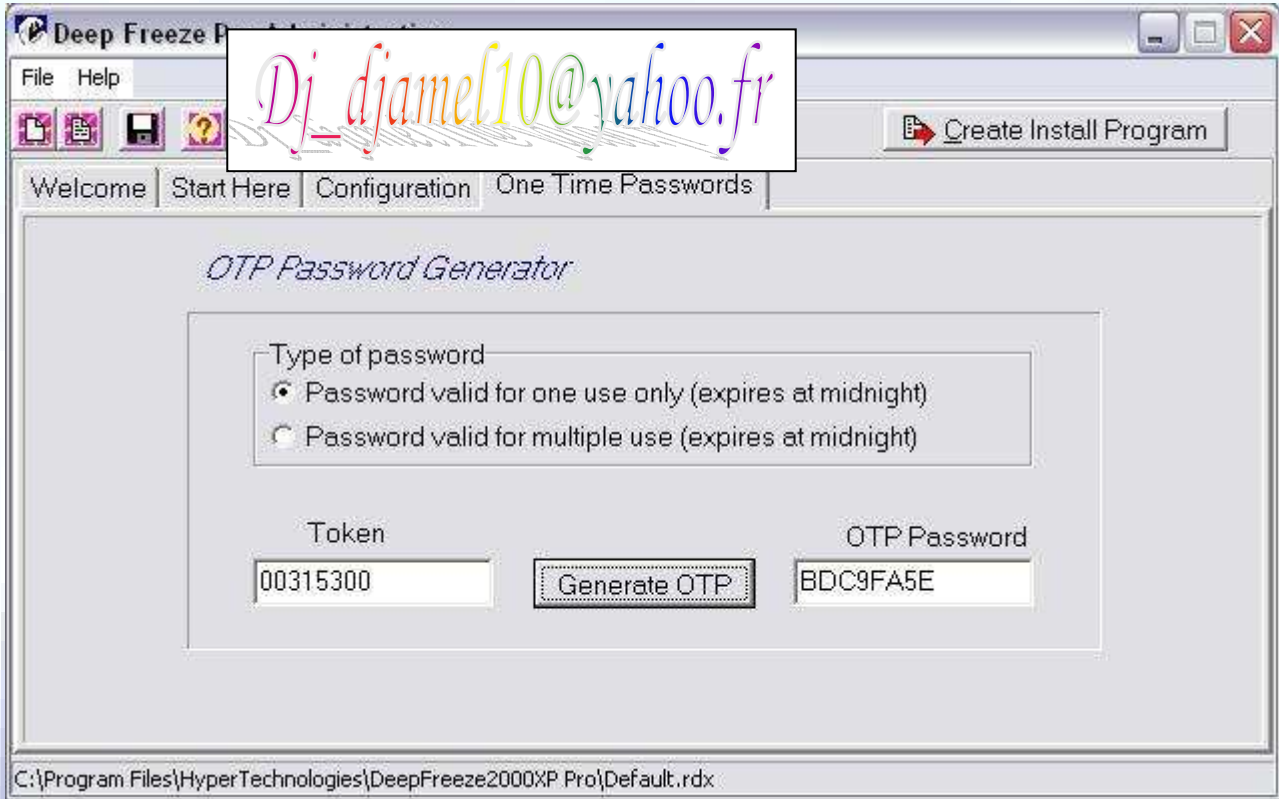 Deep Freeze
File Help
Dj_djamel10@yahoo.fr
Create Install Program
Welcome Start Here Configuration One Time Passwords
OTP Password Generator
Type of password
Password valid for one use only (expires at midnight)
Password valid for multiple use (expires at midnight)
Token OTP Password
00315300 Generate OTP BDC9FA5E
C:\Program Files\HyperTechnologies\DeepFreeze2000XP Pro\Default.rdx